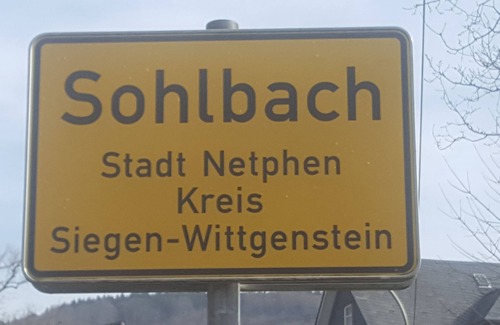 Sohlbach
Stadt Netphen
Kreis
Siegen-Wittgenstein